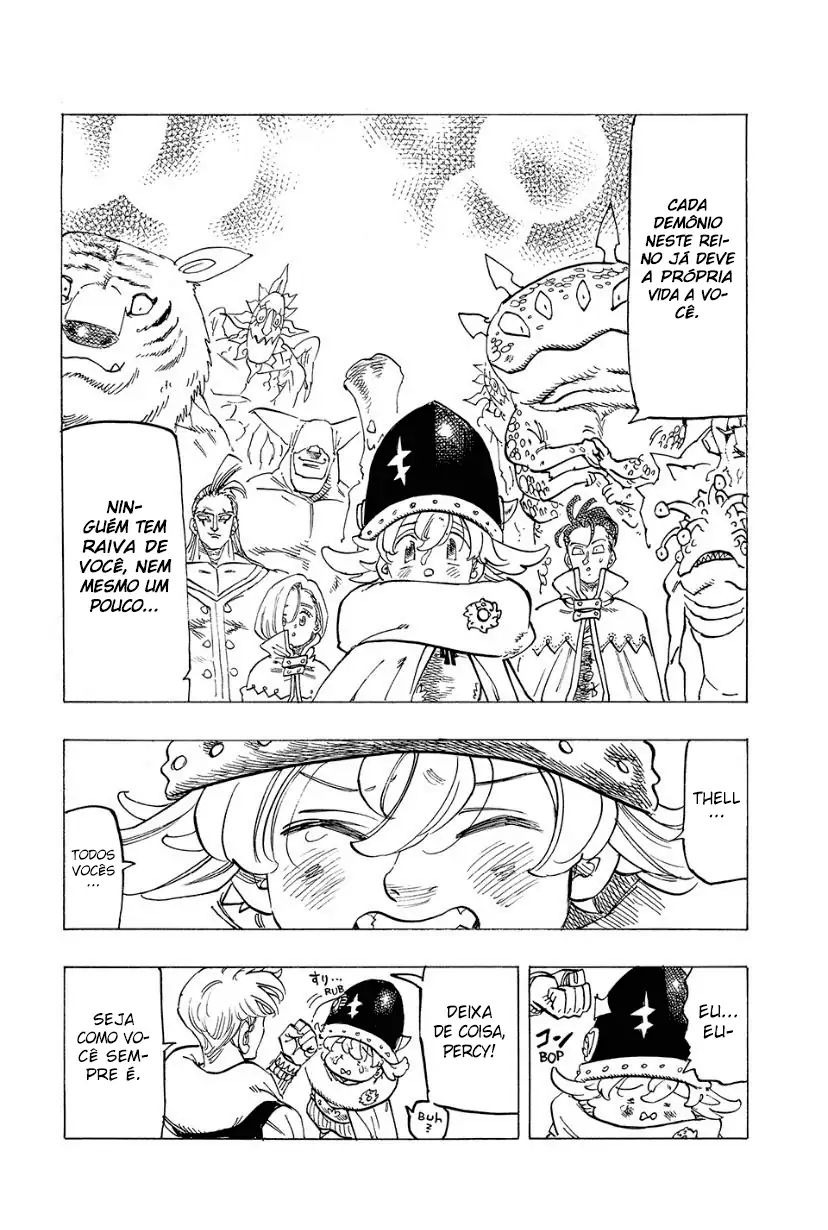 CADA
DEMÔNIO
NESTE REI-
NO JÁ DEVE
A PRÓPRIA
VIDA A VO-
CÊ.
NIN-
GUÉM TEM
RAIVA DE
VOCÊ, NEM
MESMO UM
POUCO...
THELL
...
TODOS
VOCÊS
...
EU...
EU-
コン
BOP
DEIXA
DE COISA,
PERCY!
すり...
RUB
BUH
?
SEJA
COMO VO-
CÊ SEM-
PRE É.